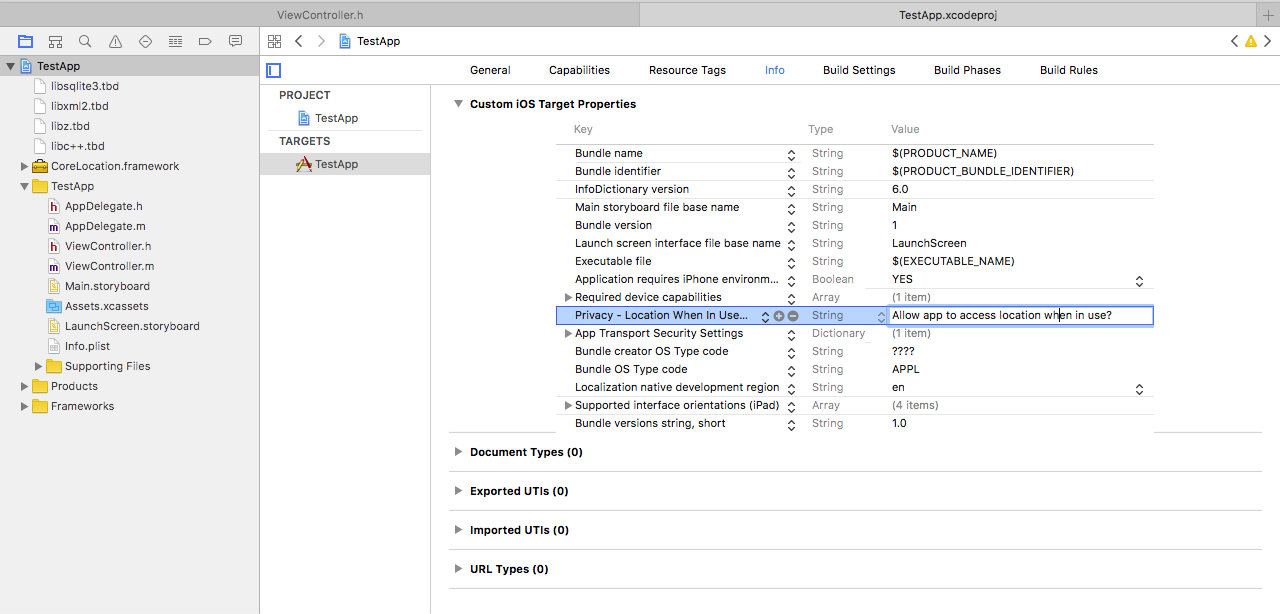 ViewController.h
TestApp.xcodeproj
TestApp
General Capabilities Resource Tags Info Build Settings Build Phases Build Rules
TestApp
libsqlite3.tbd
libxml2.tbd
libz.tbd
libc++.tbd
CoreLocation.framework
TestApp
AppDelegate.h
AppDelegate.m
ViewController.h
ViewController.m
Main.storyboard
Assets.xcassets
LaunchScreen.storyboard
Info.plist
Supporting Files
Products
Frameworks
PROJECT
TestApp
TARGETS
TestApp
Custom iOS Target Properties
Key Type Value
Bundle name String $(PRODUCT_NAME)
Bundle identifier String $(PRODUCT_BUNDLE_IDENTIFIER)
InfoDictionary version String 6.0
Main storyboard file base name String Main
Bundle version String 1
Launch screen interface file base name String LaunchScreen
Executable file String $(EXECUTABLE_NAME)
Application requires iPhone environm... Boolean YES
Required device capabilities Array (1 item)
Privacy - Location When In Use... String Allow app to access location when in use?
App Transport Security Settings Dictionary (1 item)
Bundle creator OS Type code String ????
Bundle OS Type code String APPL
Localization native development region String en
Supported interface orientations (iPad) Array (4 items)
Bundle versions string, short String 1.0
Document Types (0)
Exported UTIs (0)
Imported UTIs (0)
URL Types (0)